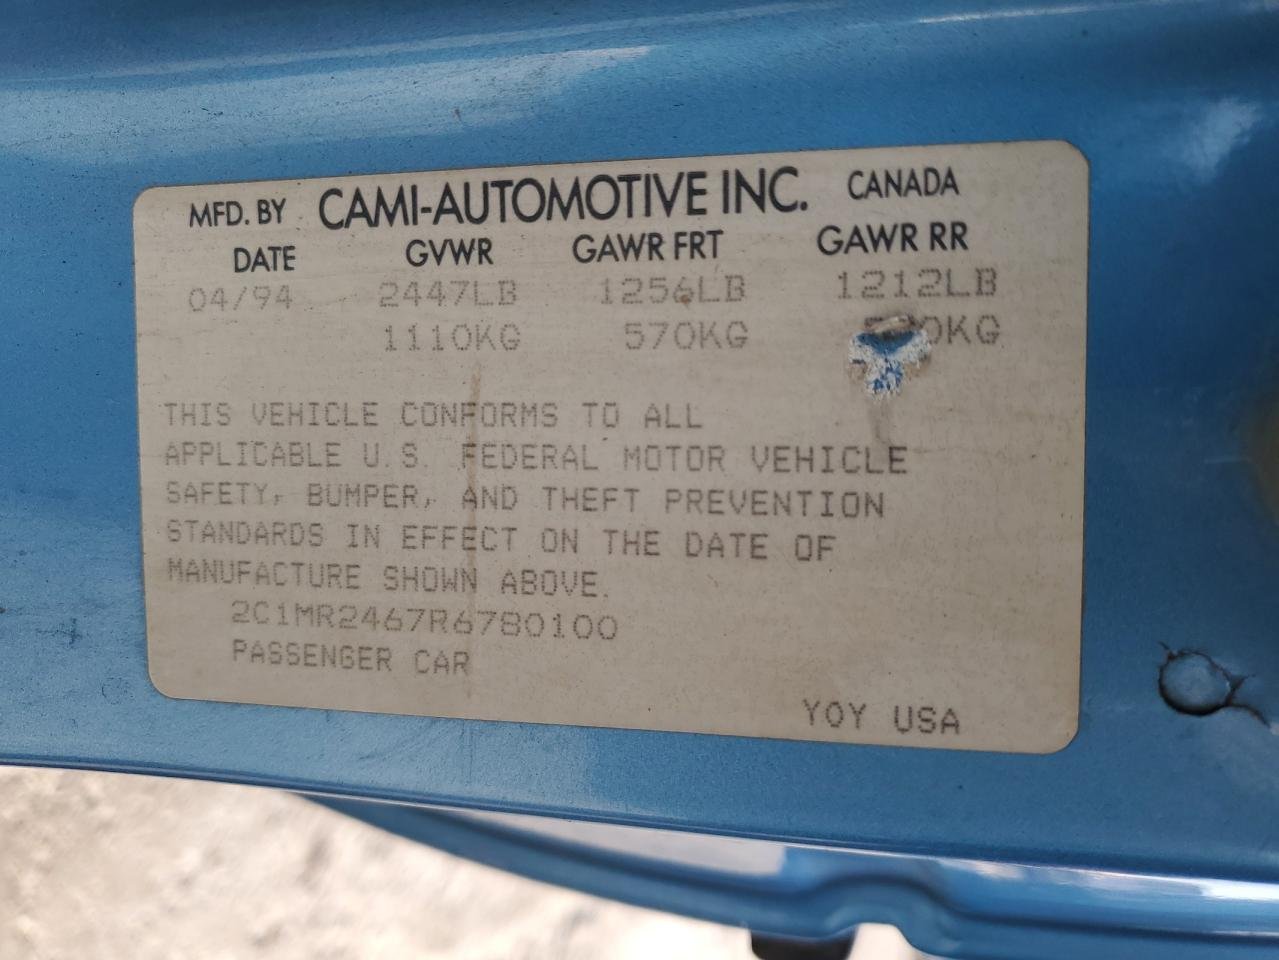 MFD. BY CAMI-AUTOMOTIVE INC. CANADA
DATE GVWR GAWR FRT GAWR RR
04/94 2447LB 1256LB 1212LB
1110KG 570KG
THIS VEHICLE CONFORMS TO ALL
APPLICABLE U.S. FEDERAL MOTOR VEHICLE
SAFETY, BUMPER, AND THEFT PREVENTION
STANDARDS IN EFFECT ON THE DATE OF
MANUFACTURE SHOWN ABOVE.
2C1MR2467R6780100
PASSENGER CAR
YOY USA